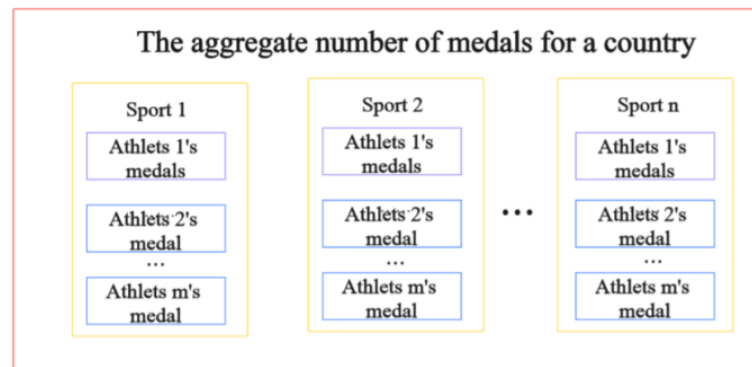 The aggregate number of medals for a country
Sport 1
Athlets 1's
medals
Athlets 2's
medal
...
Athlets m's
medal
Sport 2
Athlets 1's
medals
Athlets 2's
medal
...
Athlets m's
medal
...
Sport n
Athlets 1's
medals
Athlets 2's
medal
...
Athlets m's
medal